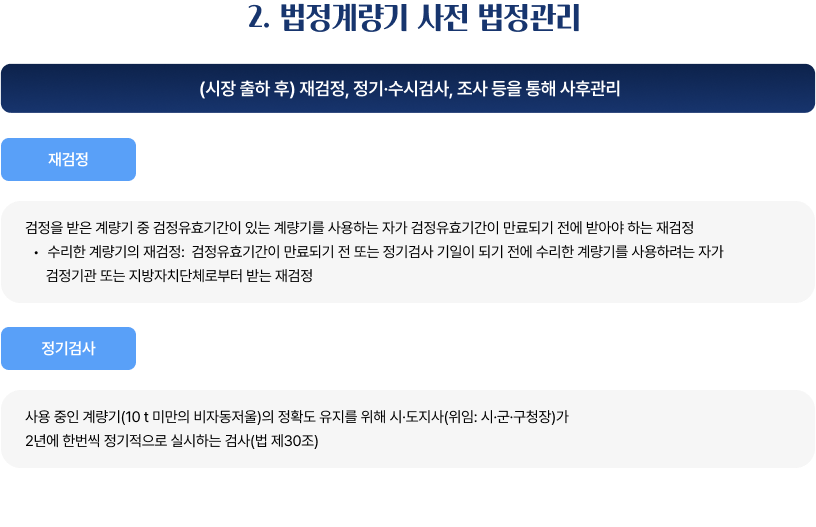 2. 법정계량기 사전 법정관리
(시장 출하 후) 재검정, 정기·수시검사, 조사 등을 통해 사후관리
재검정
검정을 받은 계량기 중 검정유효기간이 있는 계량기를 사용하는 자가 검정유효기간이 만료되기 전에 받아야 하는 재검정
• 수리한 계량기의 재검정: 검정유효기간이 만료되기 전 또는 정기검사 기일이 되기 전에 수리한 계량기를 사용하려는 자가
검정기관 또는 지방자치단체로부터 받는 재검정
정기검사
사용 중인 계량기(10 t 미만의 비자동저울)의 정확도 유지를 위해 시·도지사(위임: 시·군·구청장)가
2년에 한번씩 정기적으로 실시하는 검사(법 제30조)